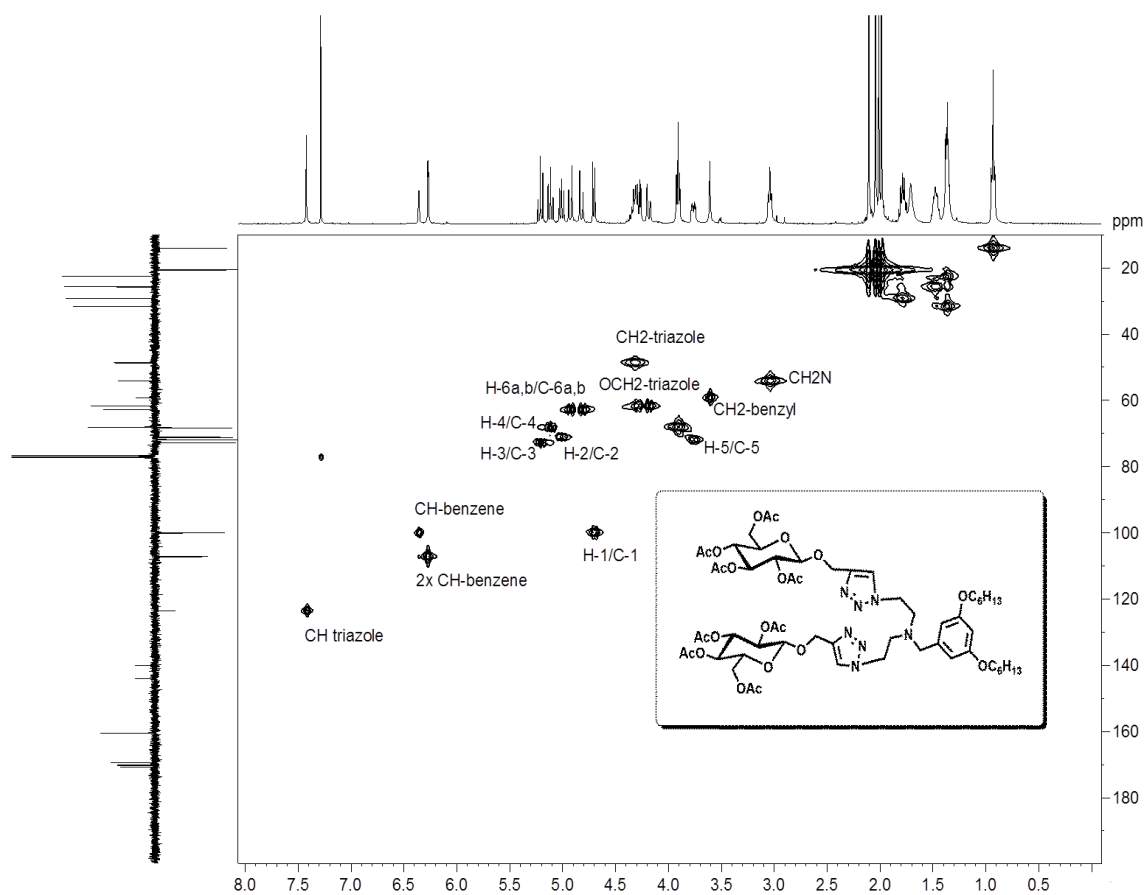 ppm
20
40
CH2-triazole
H-6a,b/C-6a,b
OCH2-triazole
CH2N
60
CH2-benzyl
H-4/C-4
H-3/C-3
H-2/C-2
H-5/C-5
80
CH-benzene
100
H-1/C-1
2x CH-benzene
120
CH triazole
140
160
180
OAc
AcO
O
AcO
O
AcO
OAc
N
N
N
OC6H13
OAc
AcO
O
N
N
N
AcO
AcO
O
N
OAc
OC6H13
8.0 7.5 7.0 6.5 6.0 5.5 5.0 4.5 4.0 3.5 3.0 2.5 2.0 1.5 1.0 0.5